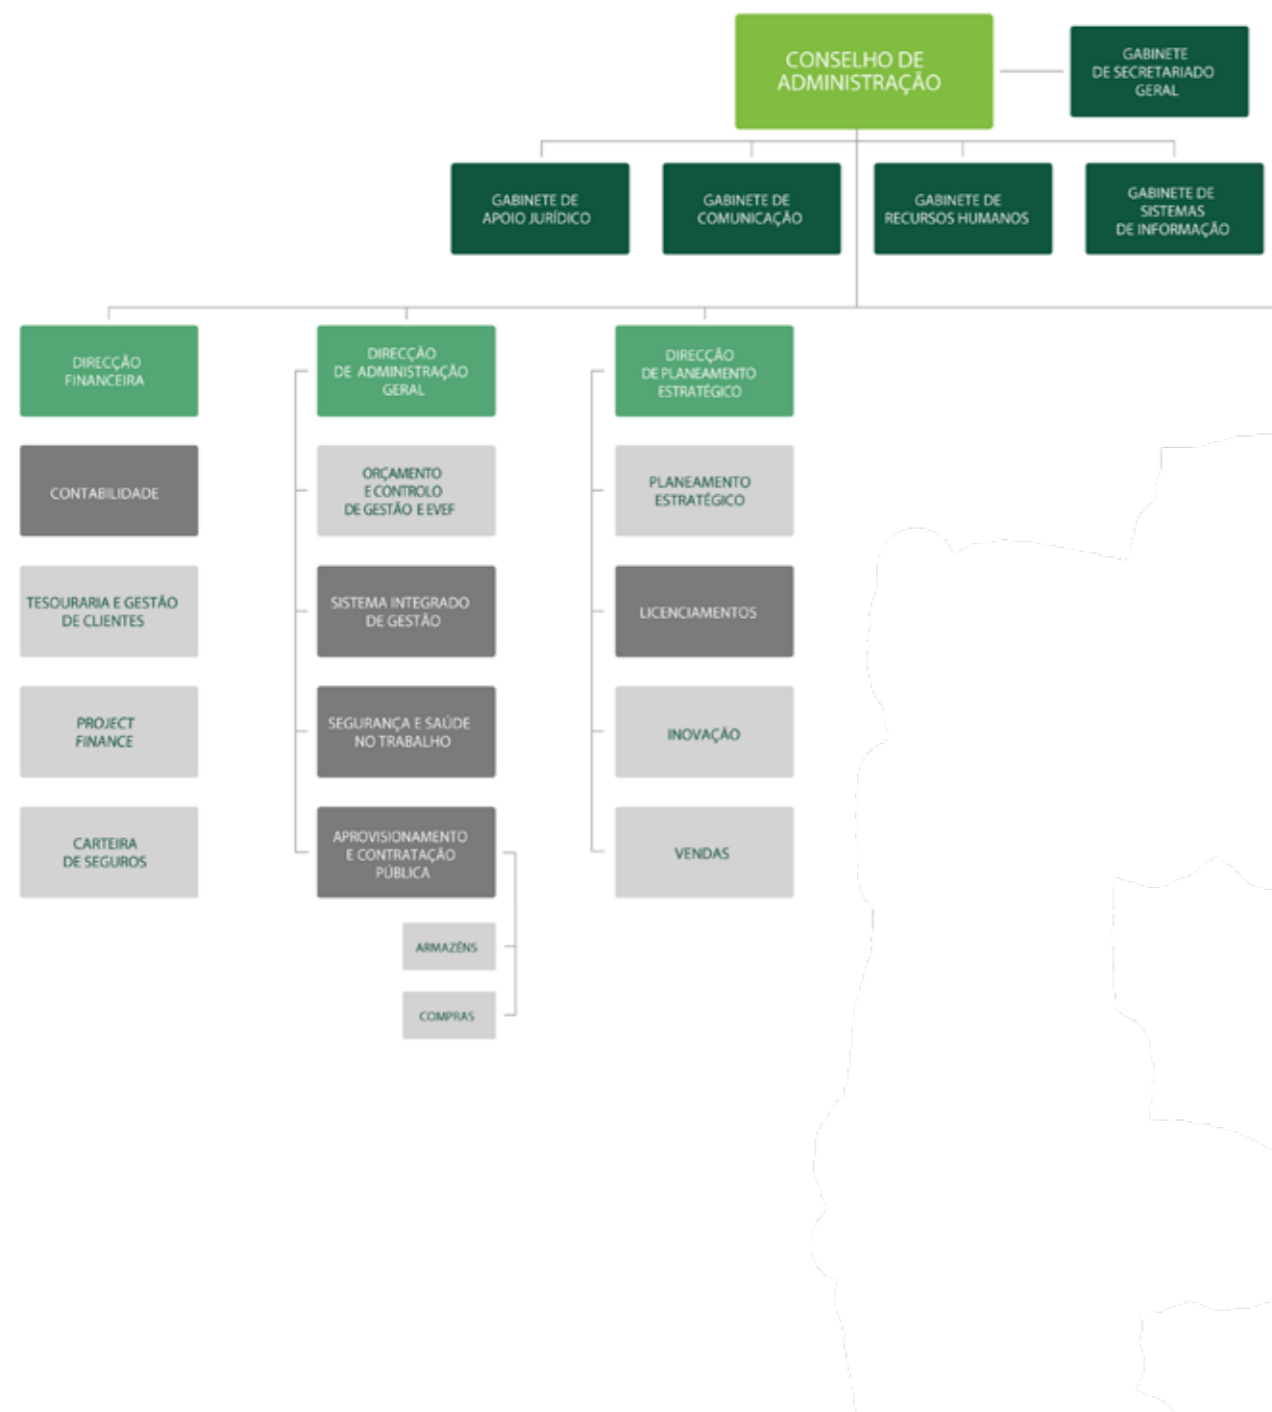 CONSELHO DE
ADMINISTRAÇÃO
GABINETE
DE SECRETARIADO
GERAL
GABINETE DE
APOIO JURÍDICO
GABINETE DE
COMUNICAÇÃO
GABINETE DE
RECURSOS HUMANOS
GABINETE DE
SISTEMAS
DE INFORMAÇÃO
DIRECÇÃO
FINANCEIRA
CONTABILIDADE
TESOURARIA E GESTÃO
DE CLIENTES
PROJECT
FINANCE
CARTEIRA
DE SEGUROS
DIRECÇÃO
DE ADMINISTRAÇÃO
GERAL
ORÇAMENTO
E CONTROLO
DE GESTÃO E EVEF
SISTEMA INTEGRADO
DE GESTÃO
SEGURANÇA E SAÚDE
NO TRABALHO
APROVISIONAMENTO
E CONTRATAÇÃO
PÚBLICA
ARMAZÉNS
COMPRAS
DIRECÇÃO
DE PLANEAMENTO
ESTRATÉGICO
PLANEAMENTO
ESTRATÉGICO
LICENCIAMENTOS
INOVAÇÃO
VENDAS